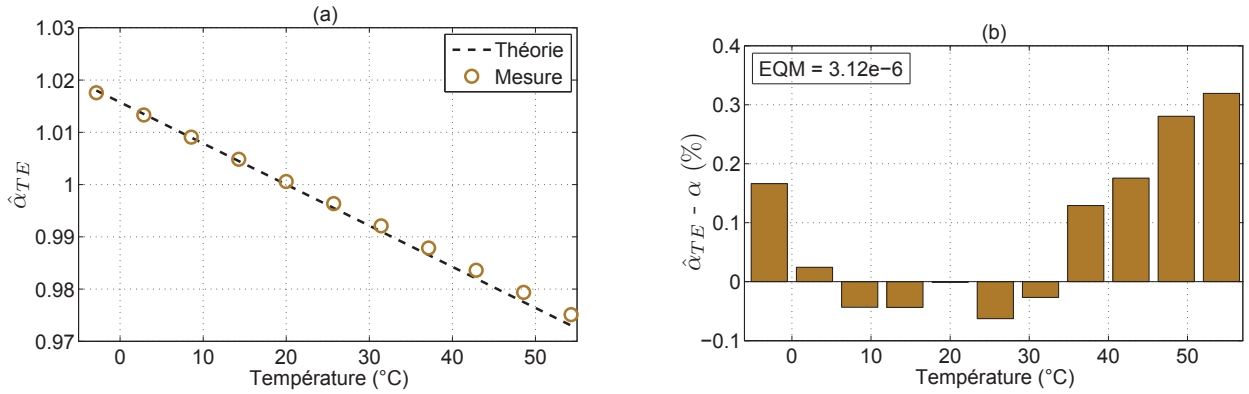 (a)
1.03
1.02
1.01
1
0.99
0.98
0.97
α̂_TE
Théorie
Mesure
0 10 20 30 40 50
Température (°C)
(b)
0.4
0.3
0.2
0.1
0
−0.1
α̂_TE - α (%)
EQM = 3.12e−6
0 10 20 30 40 50
Température (°C)